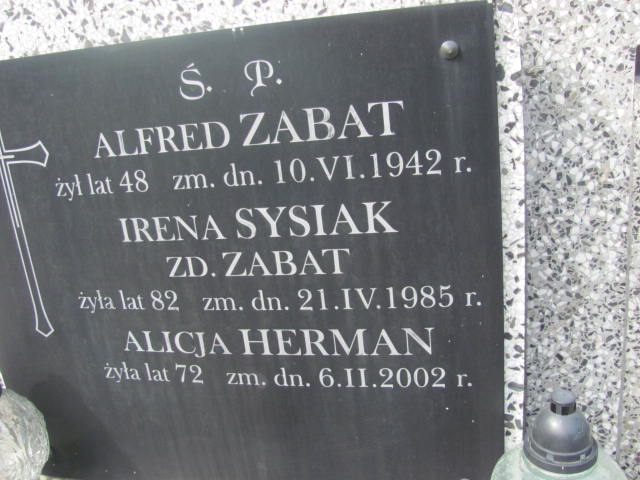 Ś. P.
ALFRED ZABAT
żył lat 48 zm. dn. 10.VI.1942 r.
IRENA SYSIAK
ZD. ZABAT
żyła lat 82 zm. dn. 21.IV.1985 r.
ALICJA HERMAN
żyła lat 72 zm. dn. 6.II.2002 r.